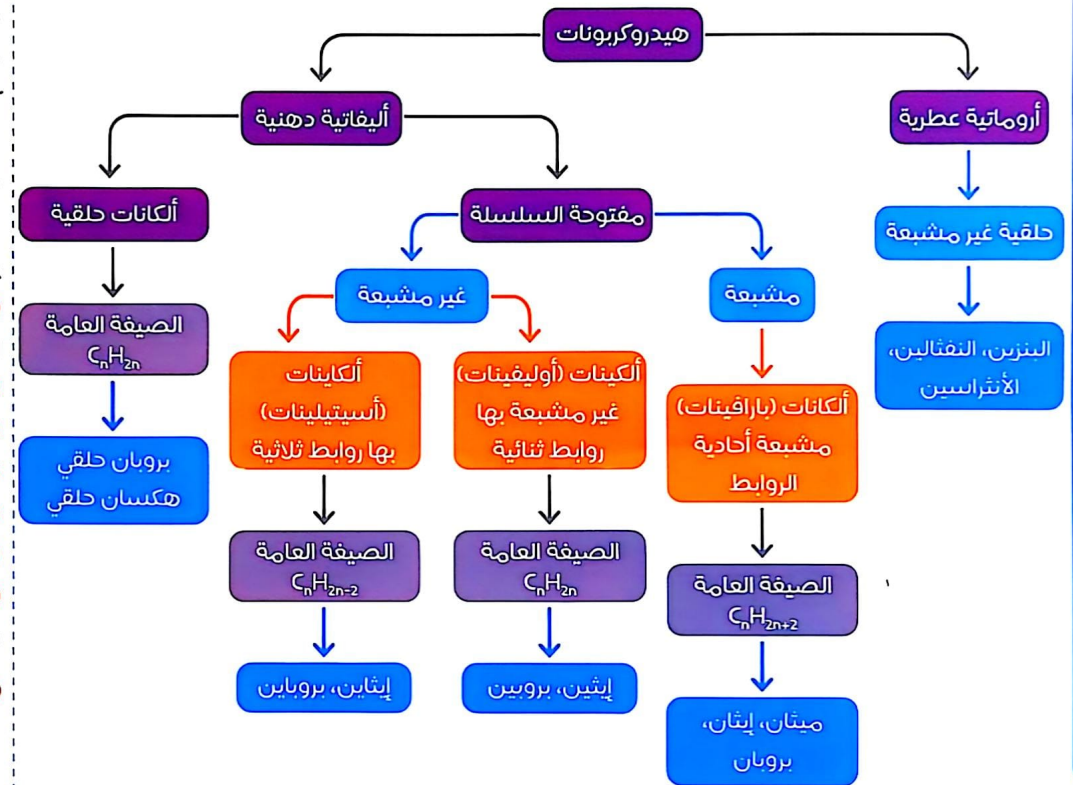 هيدروكربونات
أروماتية عطرية
حلقية غير مشبعة
البنزين، النفثالين،
الأنثراسين
أليفاتية دهنية
مفتوحة السلسلة
مشبعة
ألكانات (بارافينات)
مشبعة أحادية
الروابط
الصيغة العامة
CₙH₂ₙ₊₂
ميثان، إيثان،
بروبان
غير مشبعة
ألكينات (أوليفينات)
غير مشبعة بها
روابط ثنائية
الصيغة العامة
CₙH₂ₙ
إيثين، بروبين
ألكاينات
(أسيتيلينات)
بها روابط ثلاثية
الصيغة العامة
CₙH₂ₙ₋₂
إيثاين، بروباين
ألكانات حلقية
الصيغة العامة
CₙH₂ₙ
بروبان حلقي
هكسان حلقي